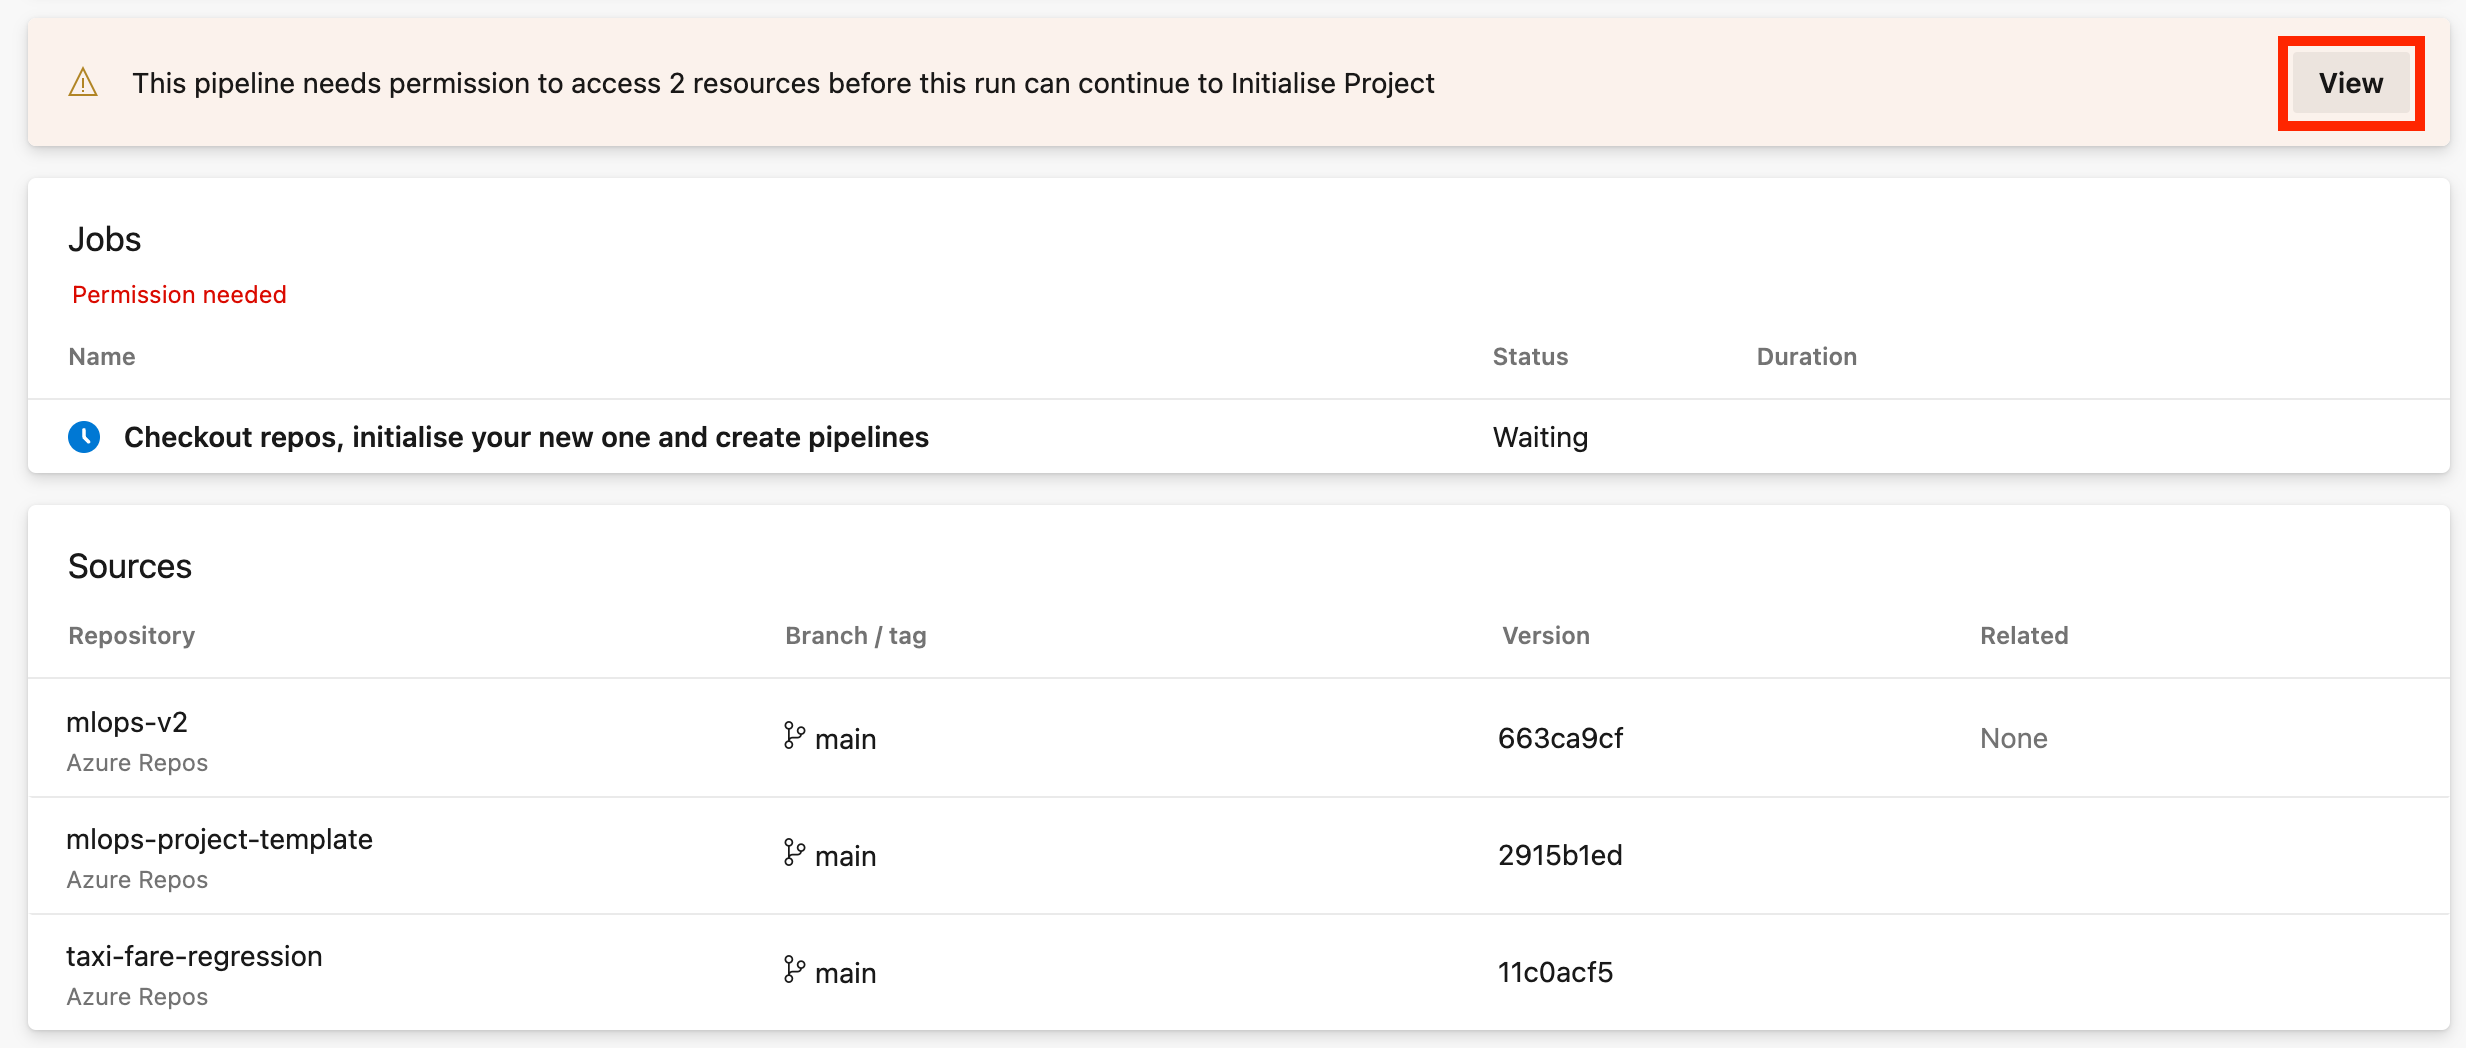 This pipeline needs permission to access 2 resources before this run can continue to Initialise Project
View
Jobs
Permission needed
Name Status Duration
Checkout repos, initialise your new one and create pipelines Waiting
Sources
Repository Branch / tag Version Related
mlops-v2
Azure Repos
main 663ca9cf None
mlops-project-template
Azure Repos
main 2915b1ed
taxi-fare-regression
Azure Repos
main 11c0acf5